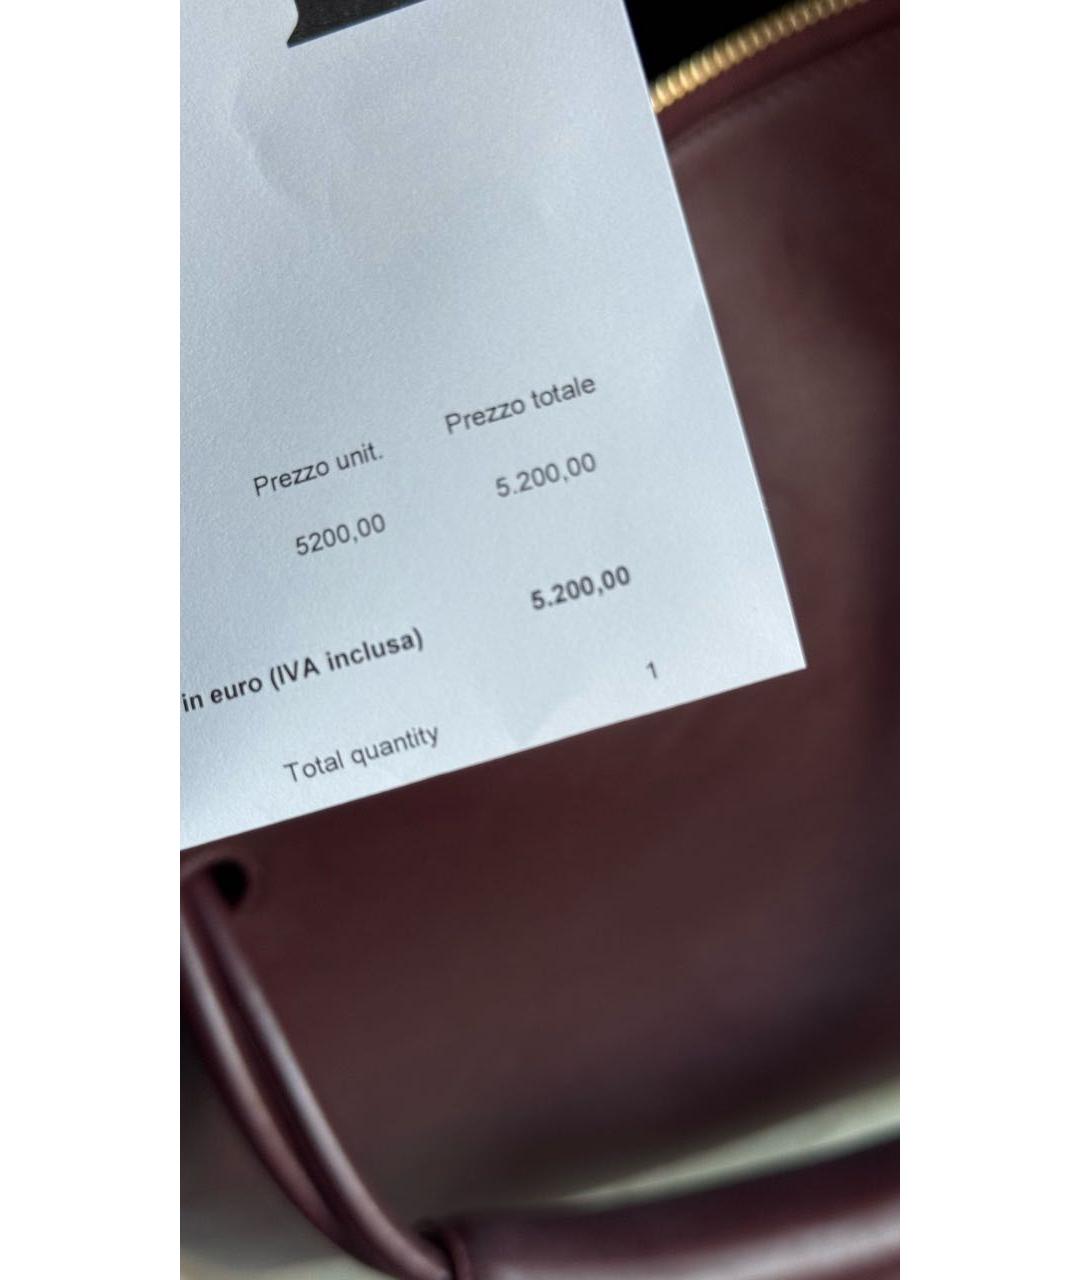 Prezzo unit. Prezzo totale
5200,00 5.200,00
in euro (IVA inclusa) 5.200,00
Total quantity 1